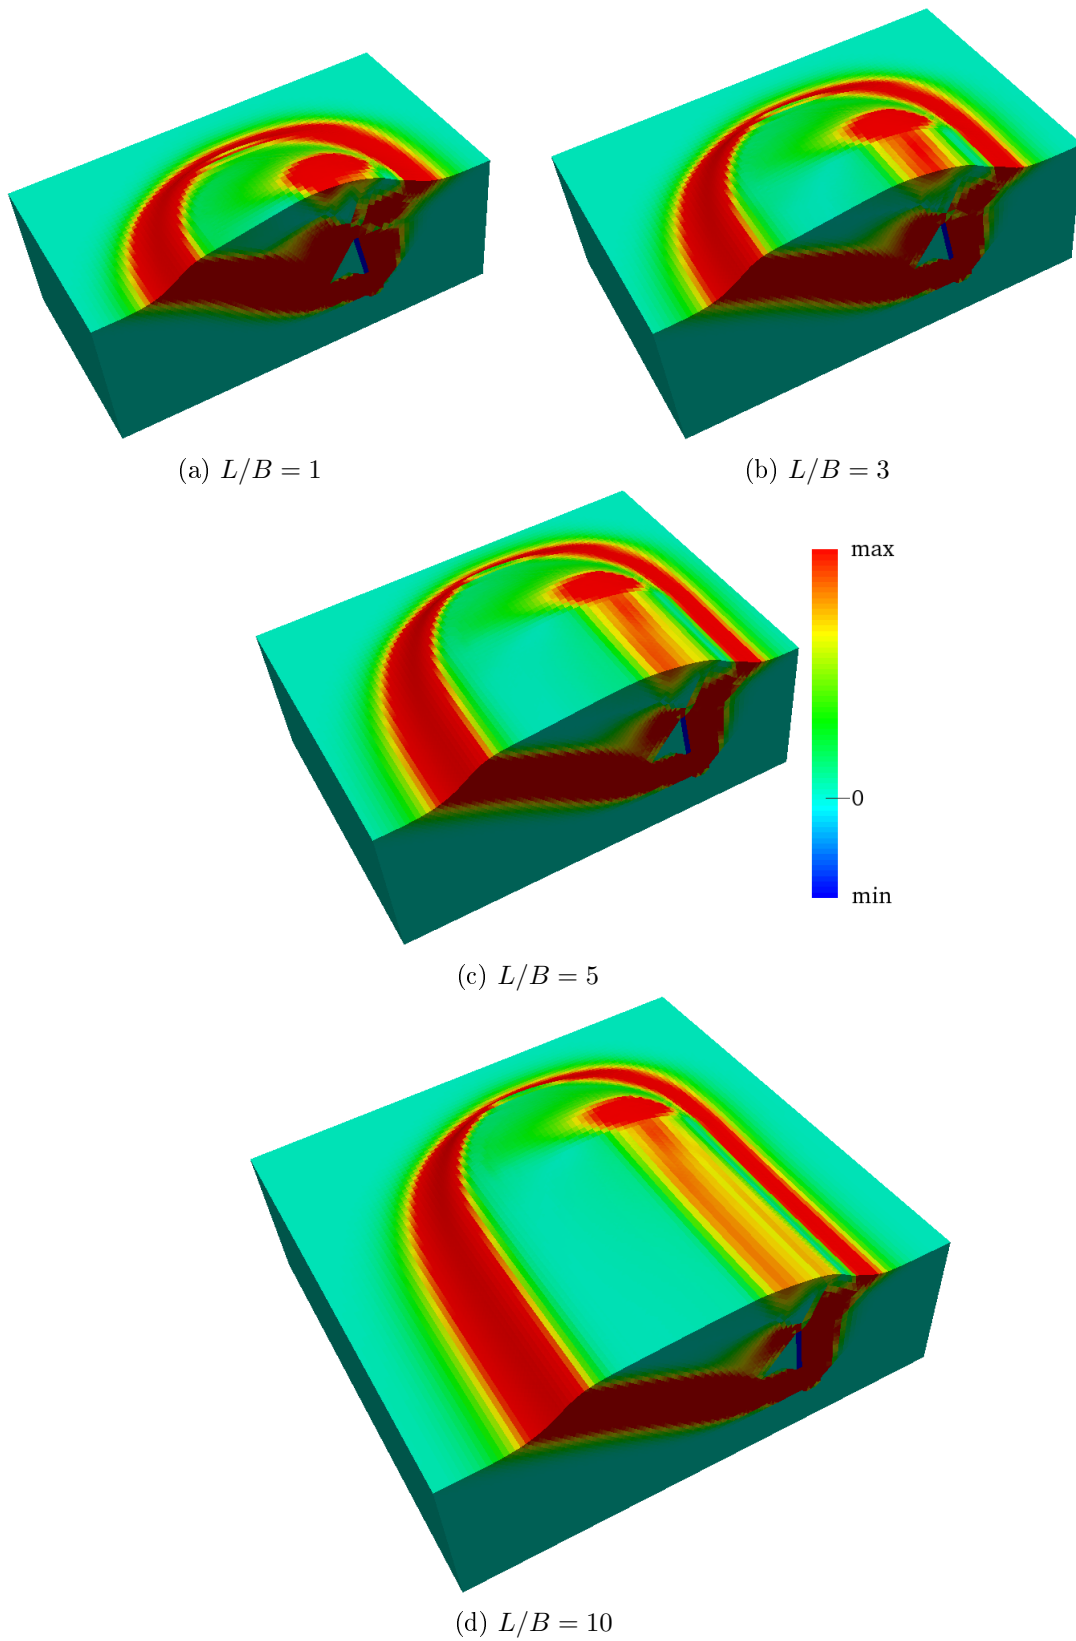 (a) L/B = 1
(b) L/B = 3
max
0
min
(c) L/B = 5
(d) L/B = 10